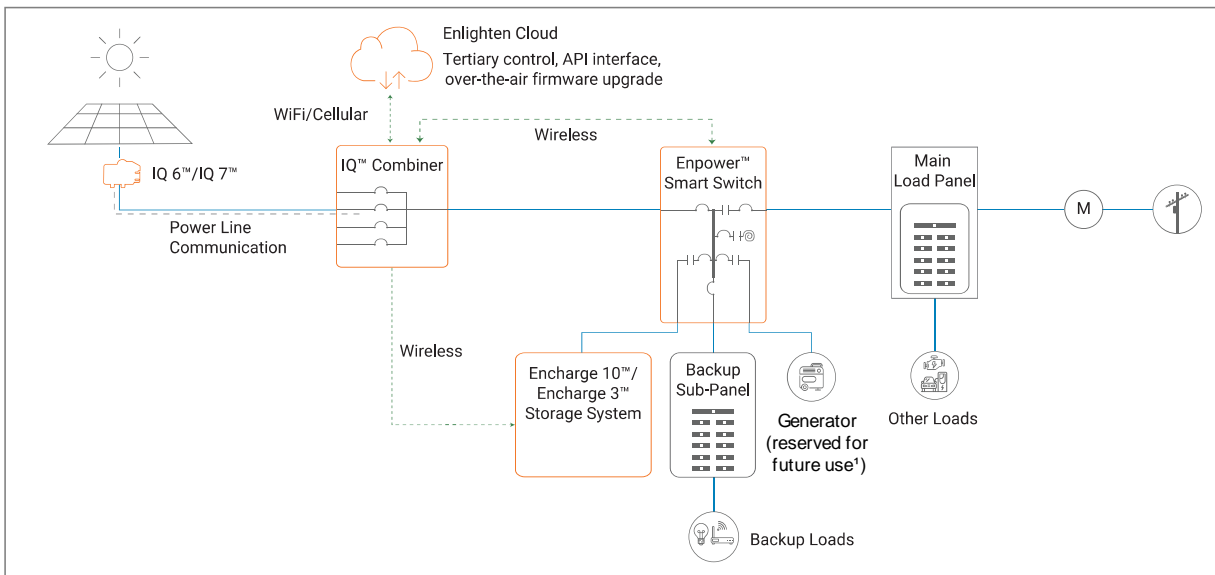 Enlighten Cloud
Tertiary control, API interface,
over-the-air firmware upgrade
WiFi/Cellular
Wireless
IQ 6™/IQ 7™
Power Line
Communication
IQ™ Combiner
Enpower™
Smart Switch
Main
Load Panel
M
Wireless
Encharge 10™/
Encharge 3™
Storage System
Backup
Sub-Panel
Generator
(reserved for
future use¹)
Other Loads
Backup Loads